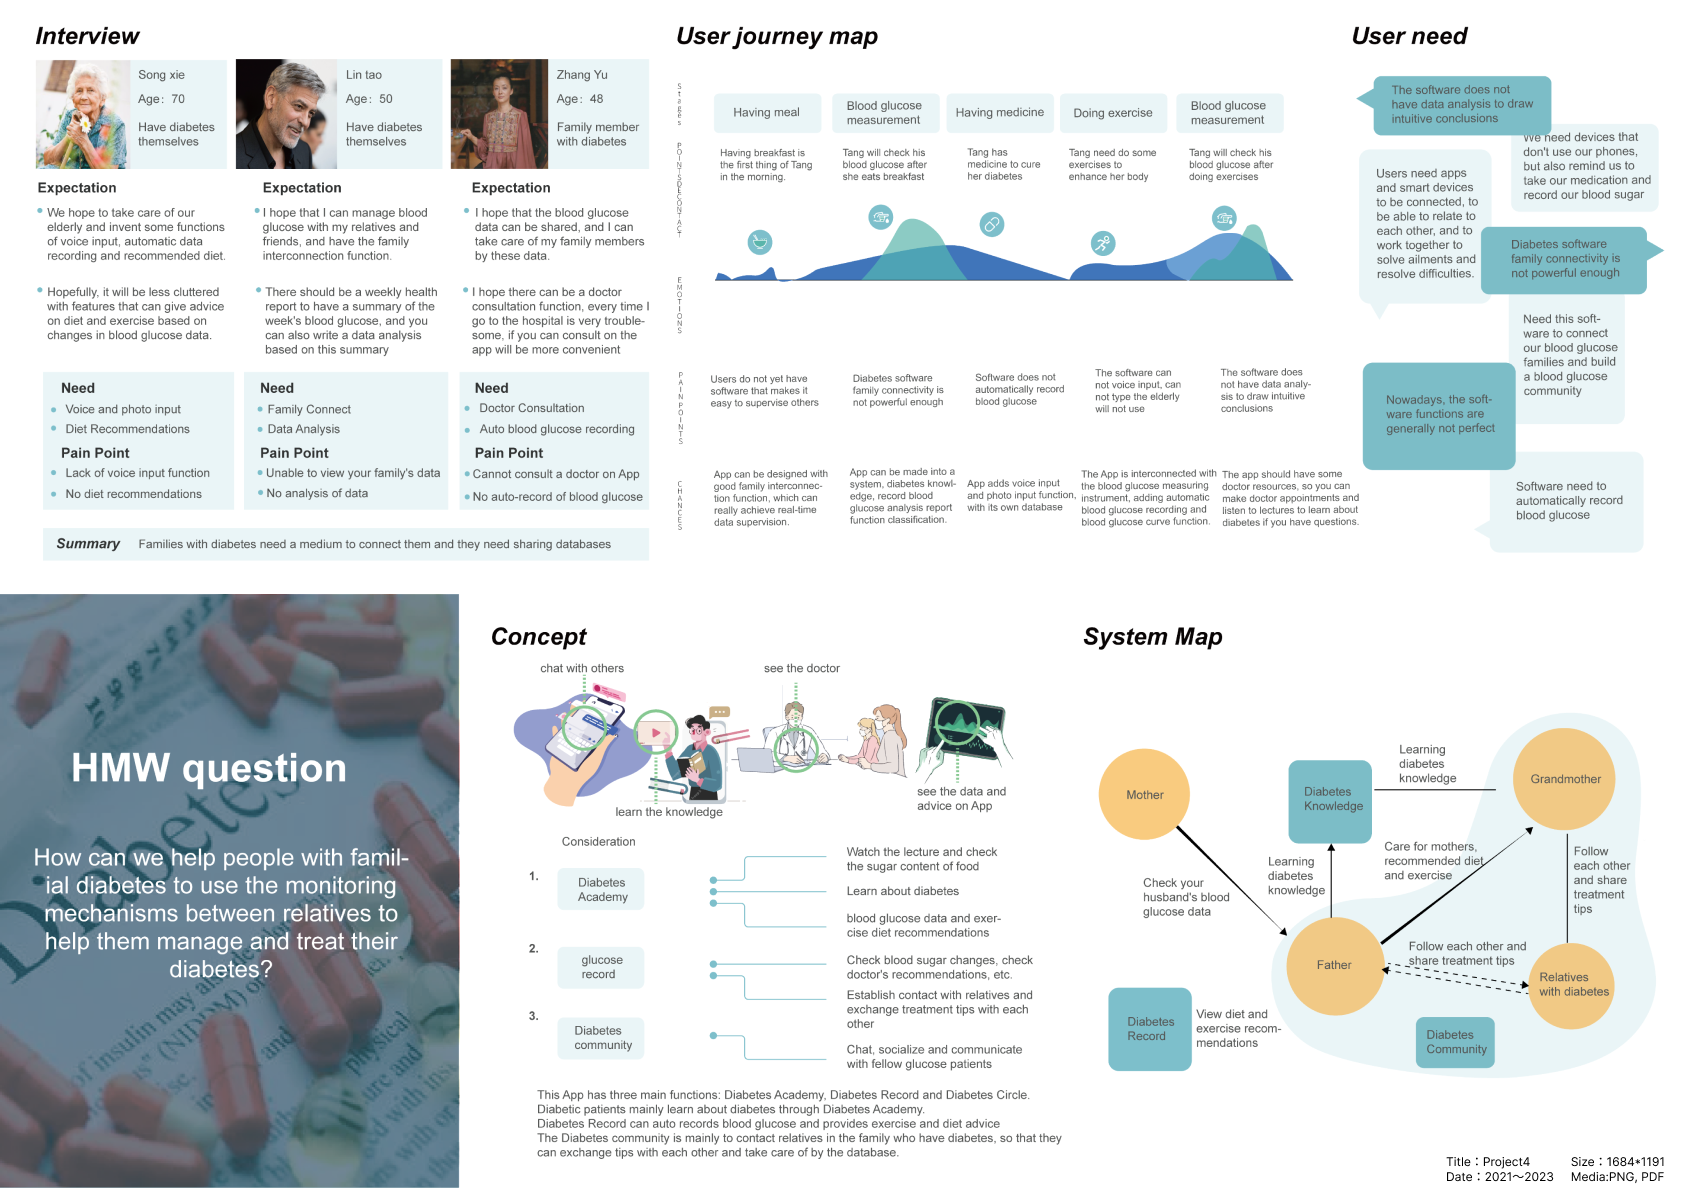 Interview
Song xie
Age： 70
Have diabetes
themselves
Lin tao
Age： 50
Have diabetes
themselves
Zhang Yu
Age： 48
Family member
with diabetes
Expectation
We hope to take care of our
elderly and invent some functions
of voice input, automatic data
recording and recommended diet.
Hopefully, it will be less cluttered
with features that can give advice
on diet and exercise based on
changes in blood glucose data.
Expectation
I hope that I can manage blood
glucose with my relatives and
friends, and have the family
interconnection function.
There should be a weekly health
report to have a summary of the
week's blood glucose, and you
can also write a data analysis
based on this summary
Expectation
I hope that the blood glucose
data can be shared, and I can
take care of my family members
by these data.
I hope there can be a doctor
consultation function, every time I
go to the hospital is very trouble-
some, if you can consult on the
app will be more convenient
Need
Voice and photo input
Diet Recommendations
Pain Point
Lack of voice input function
No diet recommendations
Need
Family Connect
Data Analysis
Pain Point
Unable to view your family's data
No analysis of data
Need
Doctor Consultation
Auto blood glucose recording
Pain Point
Cannot consult a doctor on App
No auto-record of blood glucose
Summary Families with diabetes need a medium to connect them and they need sharing databases
User journey map
Stages
Having meal
Blood glucose
measurement
Having medicine
Doing exercise
Blood glucose
measurement
POINTSOFCONTACT
Having breakfast is
the first thing of Tang
in the morning.
Tang will check his
blood glucose after
she eats breakfast
Tang has
medicine to cure
her diabetes
Tang need do some
exercises to
enhance her body
Tang will check his
blood glucose after
doing exercises
EMOTIONS
PAINPOINTS
Users do not yet have
software that makes it
easy to supervise others
Diabetes software
family connectivity is
not powerful enough
Software does not
automatically record
blood glucose
The software can
not voice input, can
not type the elderly
will not use
The software does
not have data analy-
sis to draw intuitive
conclusions
CHANCES
App can be designed with
good family interconnec-
tion function, which can
really achieve real-time
data supervision.
App can be made into a
system, diabetes knowl-
edge, record blood
glucose analysis report
function classification.
App adds voice input
and photo input function,
with its own database
The App is interconnected with
the blood glucose measuring
instrument, adding automatic
blood glucose recording and
blood glucose curve function.
The app should have some
doctor resources, so you can
make doctor appointments and
listen to lectures to learn about
diabetes if you have questions.
User need
The software does not
have data analysis to draw
intuitive conclusions
We need devices that
don't use our phones,
but also remind us to
take our medication and
record our blood sugar
Users need apps
and smart devices
to be connected, to
be able to relate to
each other, and to
work together to
solve ailments and
resolve difficulties.
Diabetes software
family connectivity is
not powerful enough
Need this soft-
ware to connect
our blood glucose
families and build
a blood glucose
community
Nowadays, the soft-
ware functions are
generally not perfect
Software need to
automatically record
blood glucose
HMW question
How can we help people with famil-
ial diabetes to use the monitoring
mechanisms between relatives to
help them manage and treat their
diabetes?
Diabetes
Concept
chat with others
see the doctor
learn the knowledge
see the data and
advice on App
Consideration
1.
Diabetes
Academy
Watch the lecture and check
the sugar content of food
Learn about diabetes
blood glucose data and exer-
cise diet recommendations
2.
glucose
record
Check blood sugar changes, check
doctor's recommendations, etc.
Establish contact with relatives and
exchange treatment tips with each
other
3.
Diabetes
community
Chat, socialize and communicate
with fellow glucose patients
This App has three main functions: Diabetes Academy, Diabetes Record and Diabetes Circle.
Diabetic patients mainly learn about diabetes through Diabetes Academy.
Diabetes Record can auto records blood glucose and provides exercise and diet advice
The Diabetes community is mainly to contact relatives in the family who have diabetes, so that they
can exchange tips with each other and take care of by the database.
System Map
Mother
Diabetes
Knowledge
Learning
diabetes
knowledge
Grandmother
Check your
husband's blood
glucose data
Learning
diabetes
knowledge
Care for mothers,
recommended diet
and exercise
Follow
each other
and share
treatment
tips
Father
Follow each other and
share treatment tips
Relatives
with diabetes
Diabetes
Record
View diet and
exercise recom-
mendations
Diabetes
Community
Title：Project4
Date：2021～2023
Size：1684*1191
Media:PNG, PDF